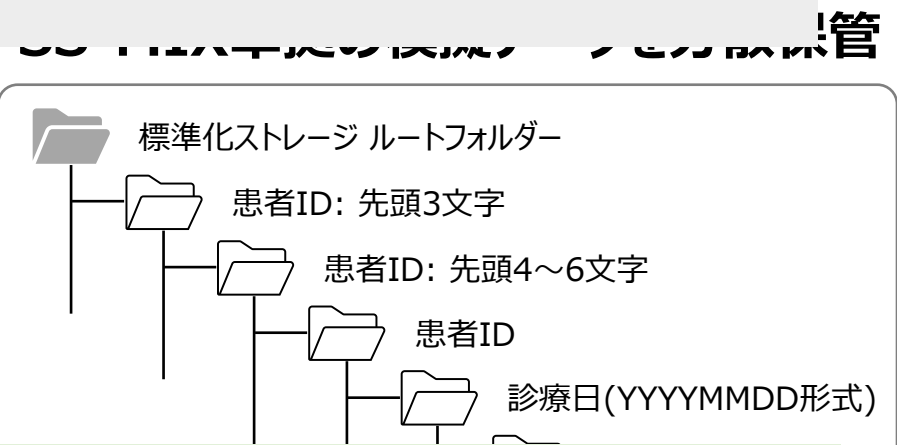 管
標準化ストレージ ルートフォルダー
患者ID: 先頭3文字
患者ID: 先頭4～6文字
患者ID
診療日(YYYYMMDD形式)